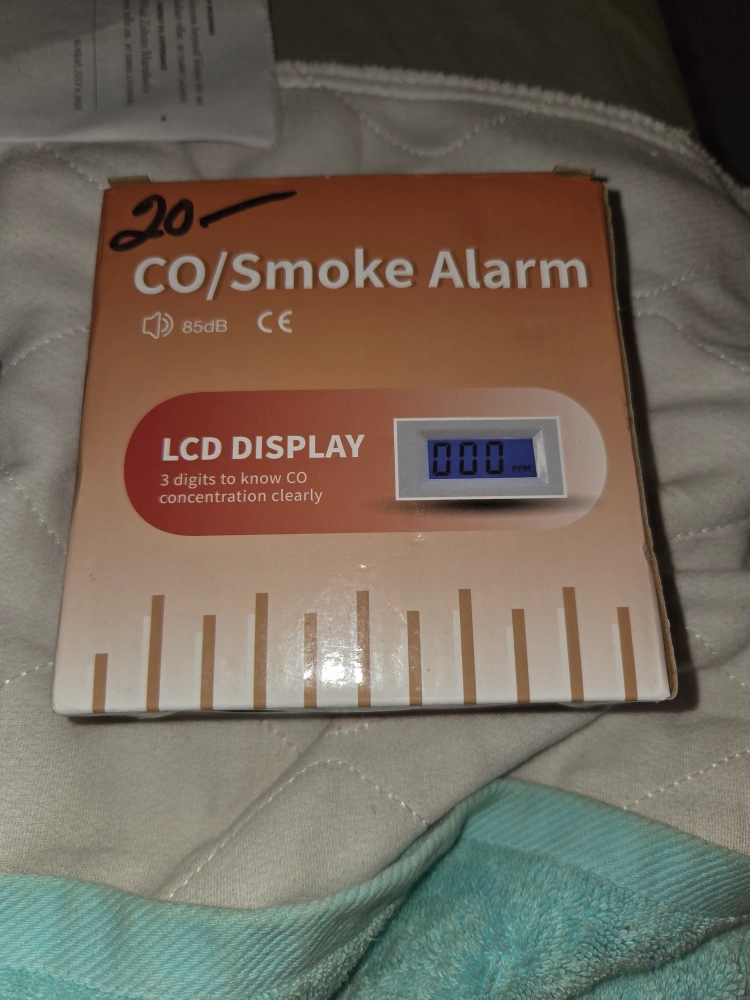 20-
CO/Smoke Alarm
85dB CE
LCD DISPLAY
3 digits to know CO
concentration clearly
000 PPM